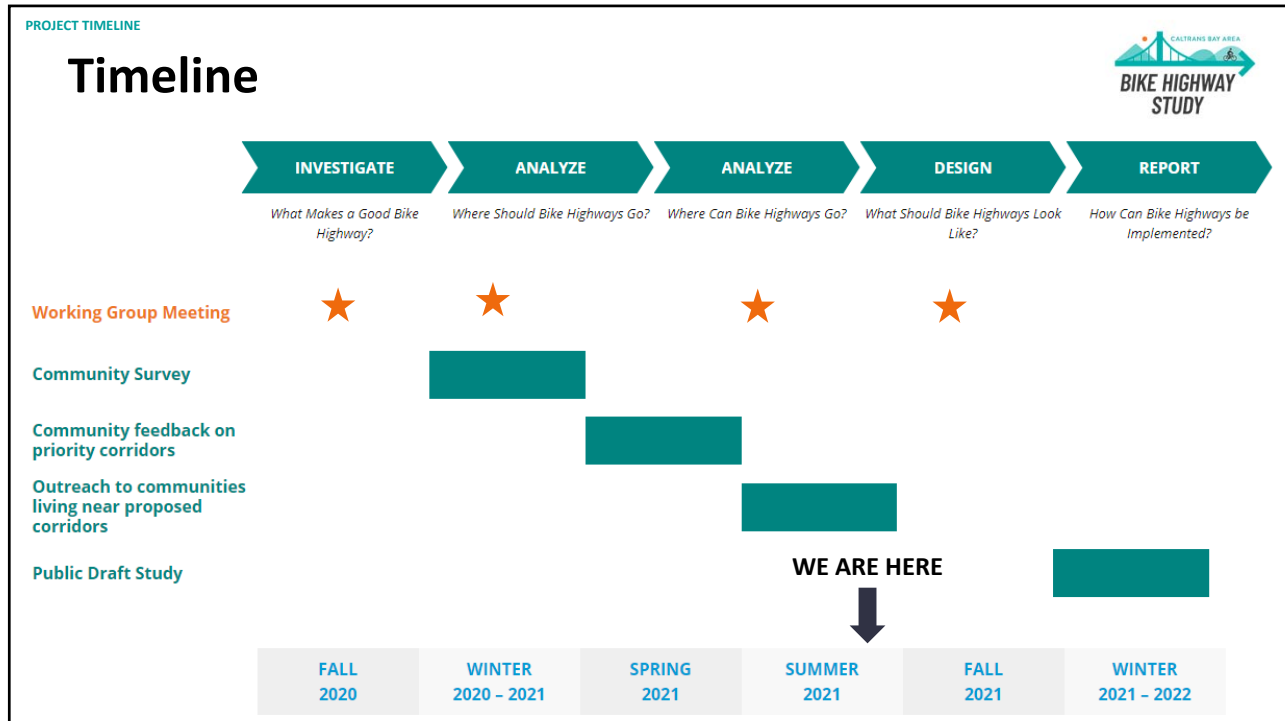 PROJECT TIMELINE
Timeline
CALTRANS BAY AREA
BIKE HIGHWAY
STUDY
INVESTIGATE
ANALYZE
ANALYZE
DESIGN
REPORT
What Makes a Good Bike
Highway?
Where Should Bike Highways Go?
Where Can Bike Highways Go?
What Should Bike Highways Look
Like?
How Can Bike Highways be
Implemented?
Working Group Meeting
Community Survey
Community feedback on
priority corridors
Outreach to communities
living near proposed
corridors
Public Draft Study
WE ARE HERE
FALL
2020
WINTER
2020 – 2021
SPRING
2021
SUMMER
2021
FALL
2021
WINTER
2021 – 2022